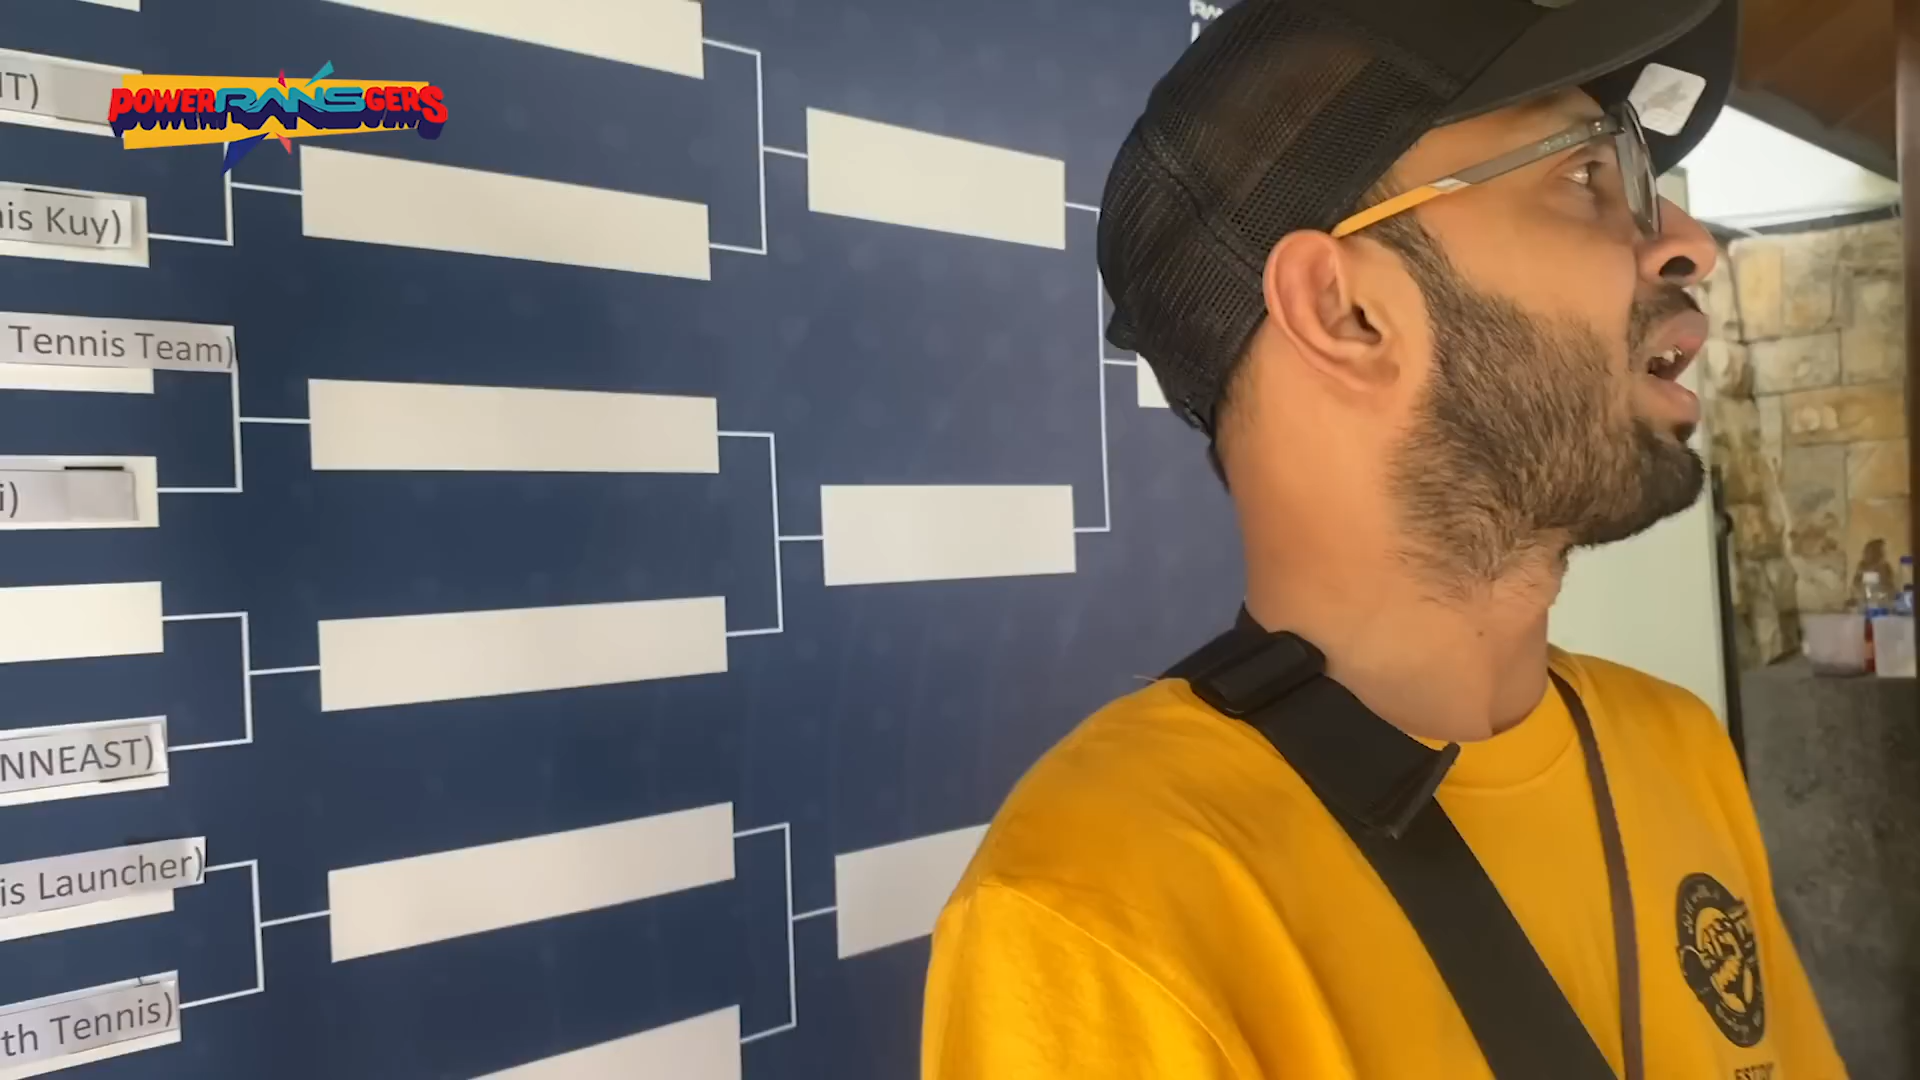 POWERRANSGERS
IT)
is Kuy)
Tennis Team)
i)
NNEAST)
is Launcher)
th Tennis)